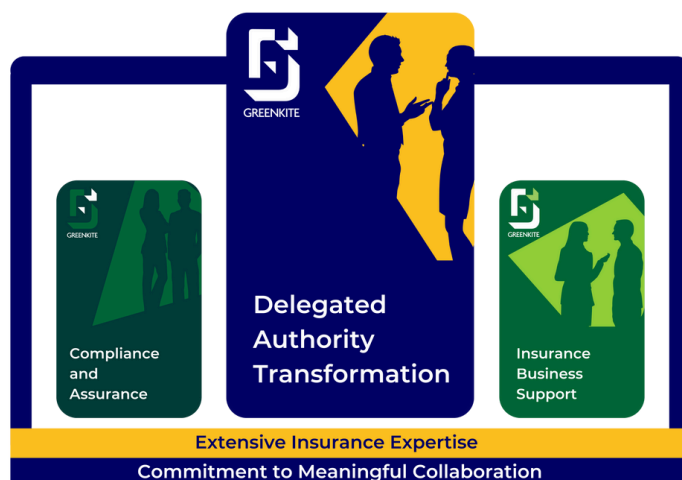 GREENKITE
Delegated
Authority
Transformation
GREENKITE
Compliance
and
Assurance
GREENKITE
Insurance
Business
Support
Extensive Insurance Expertise
Commitment to Meaningful Collaboration